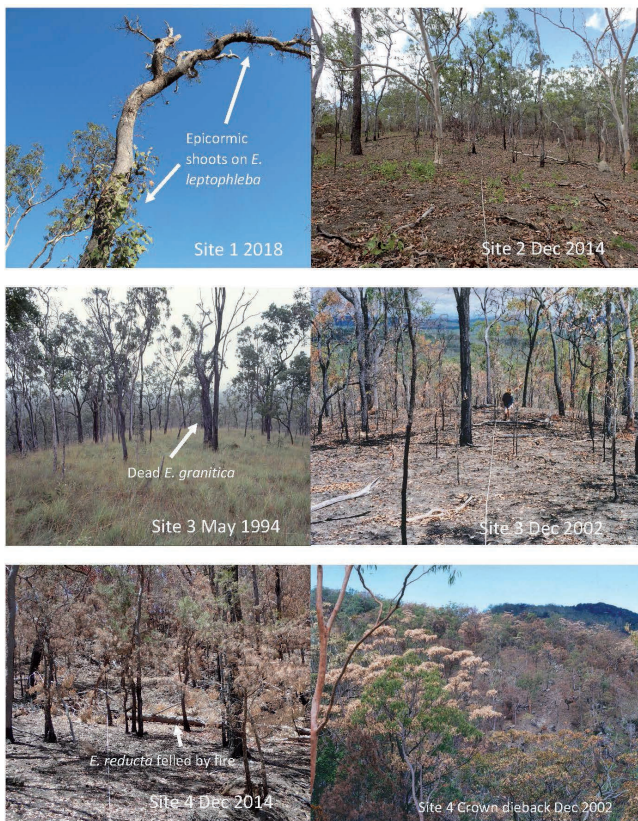 Epicormic
shoots on E.
leptophleba
Site 1 2018
Site 2 Dec 2014
Dead E. granitica
Site 3 May 1994
Site 3 Dec 2002
E. reducta felled by fire
Site 4 Dec 2014
Site 4 Crown dieback Dec 2002